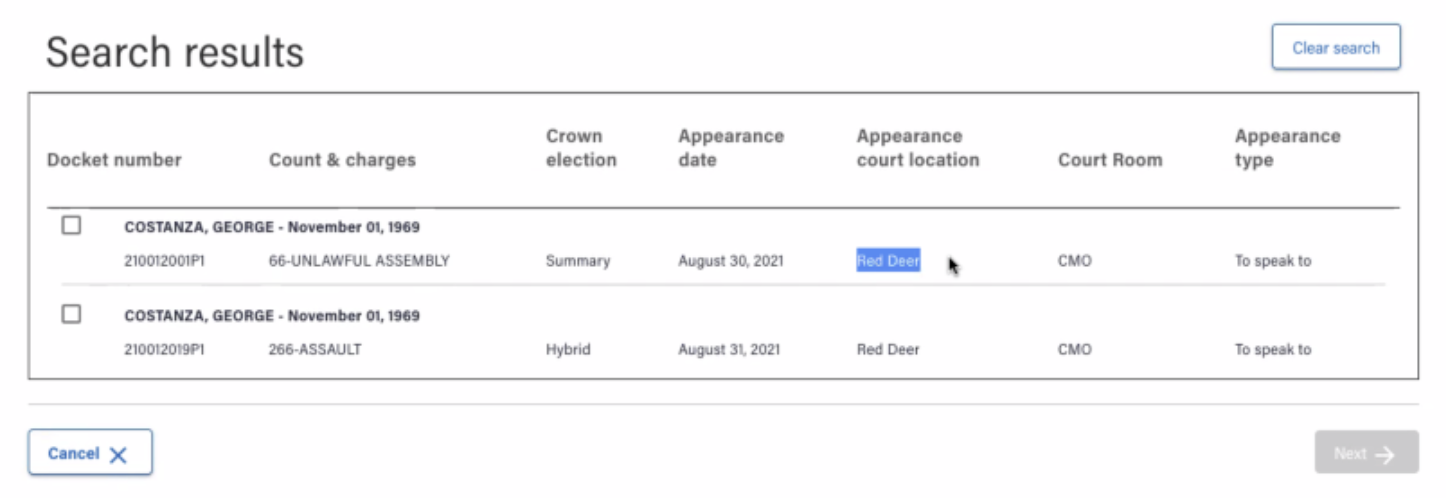 Search results
Clear search
Docket number Count & charges Crown election Appearance date Appearance court location Court Room Appearance type
COSTANZA, GEORGE - November 01, 1969
210012001P1 66-UNLAWFUL ASSEMBLY Summary August 30, 2021 Red Deer CMO To speak to
COSTANZA, GEORGE - November 01, 1969
210012019P1 266-ASSAULT Hybrid August 31, 2021 Red Deer CMO To speak to
Cancel
Next